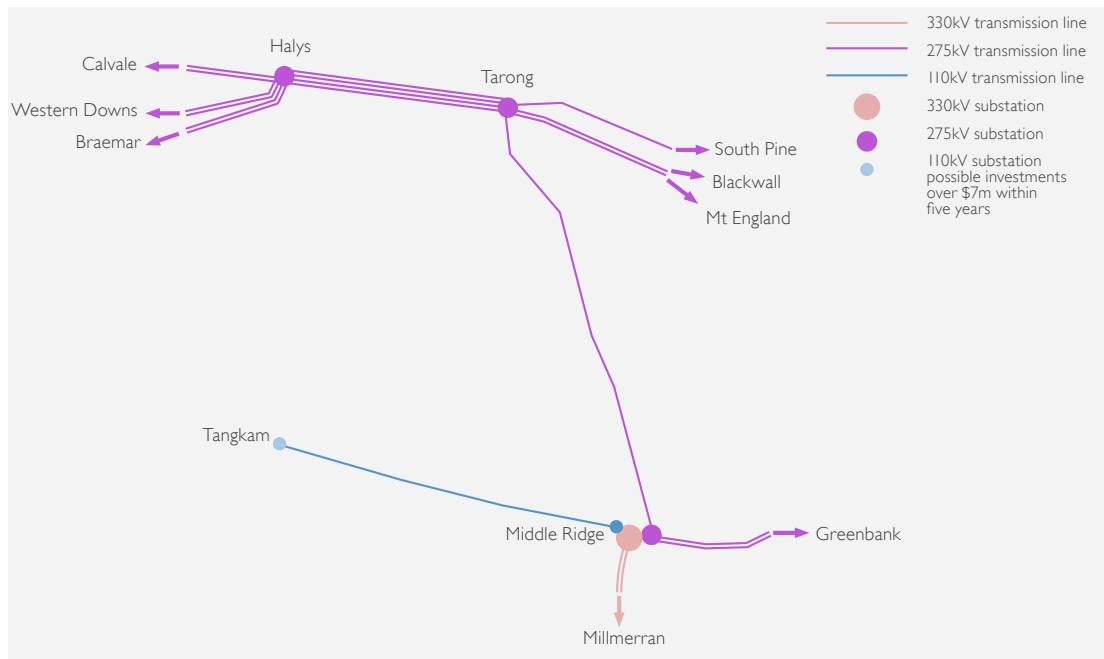 Halys
Calvale
Tarong
Western Downs
Braemar
South Pine
Blackwall
Mt England
330kV transmission line
275kV transmission line
110kV transmission line
330kV substation
275kV substation
110kV substation
possible investments
over $7m within
five years
Tangkam
Middle Ridge
Greenbank
Millmerran